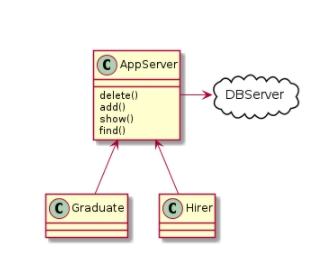 C AppServer
DBServer
delete()
add()
show()
find()
C Graduate
C Hirer